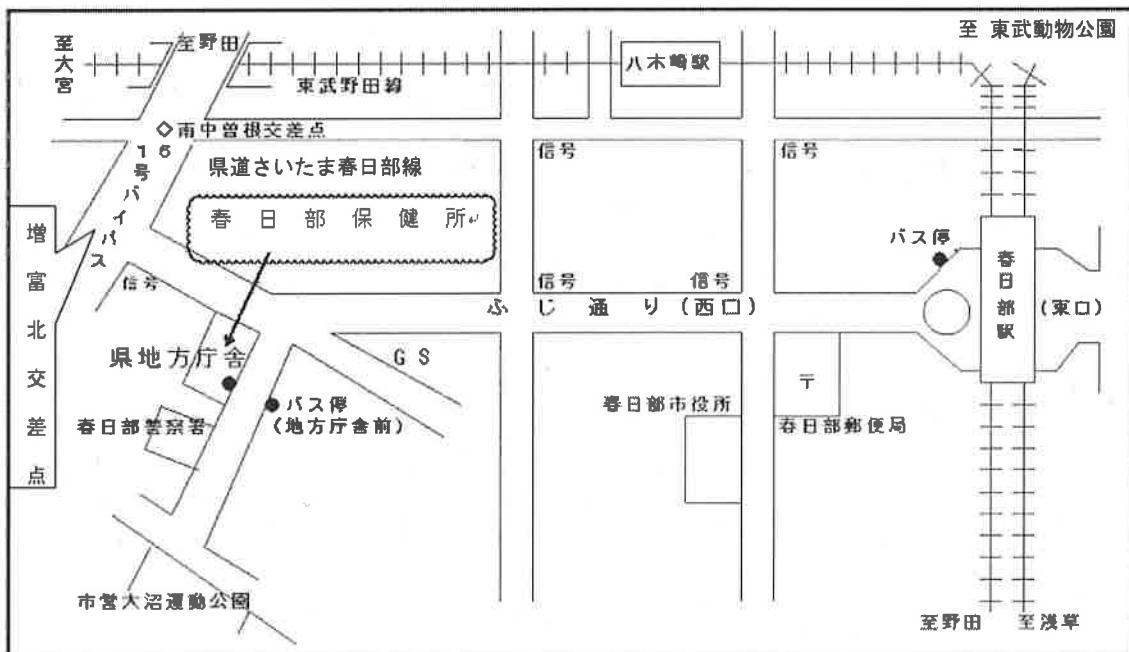 至 東武動物公園
至野田
至大宮
八木崎駅
東武野田線
南中曽根交差点
16号バイパス
信号
信号
県道さいたま春日部線
春日部保健所
増富北交差点
バス停
春日部駅
信号
信号
信号
ふじ通り(西口)
(東口)
県地方庁舎
GS
〒
バス停
(地方庁舎前)
春日部市役所
春日部警察署
春日部郵便局
市営大沼運動公園
至野田
至浅草